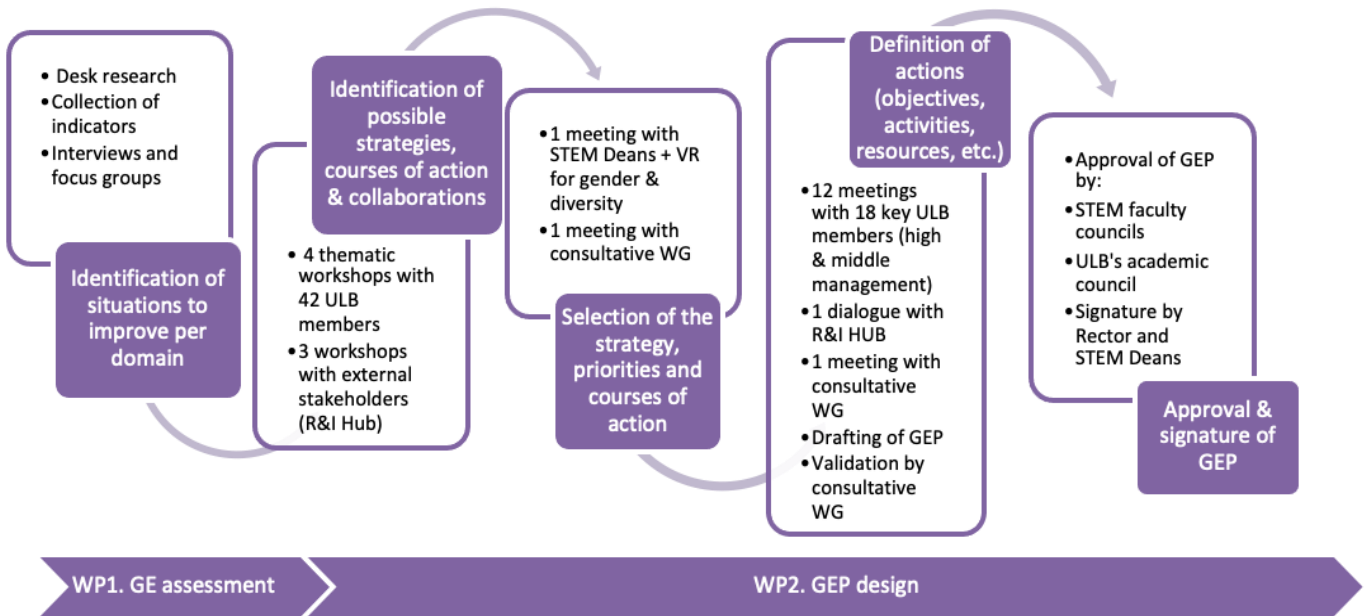 • Desk research
• Collection of
indicators
• Interviews and
focus groups
Identification of
situations to
improve per
domain
Identification of
possible
strategies,
courses of action
& collaborations
• 4 thematic
workshops with
42 ULB
members
• 3 workshops
with external
stakeholders
(R&I Hub)
• 1 meeting with
STEM Deans + VR
for gender &
diversity
• 1 meeting with
consultative WG
Selection of the
strategy,
priorities and
courses of
action
Definition of
actions
(objectives,
activities,
resources, etc.)
• 12 meetings
with 18 key ULB
members (high
& middle
management)
• 1 dialogue with
R&I HUB
• 1 meeting with
consultative
WG
• Drafting of GEP
• Validation by
consultative
WG
• Approval of GEP
by:
• STEM faculty
councils
• ULB's academic
council
• Signature by
Rector and
STEM Deans
Approval &
signature of
GEP
WP1. GE assessment
WP2. GEP design